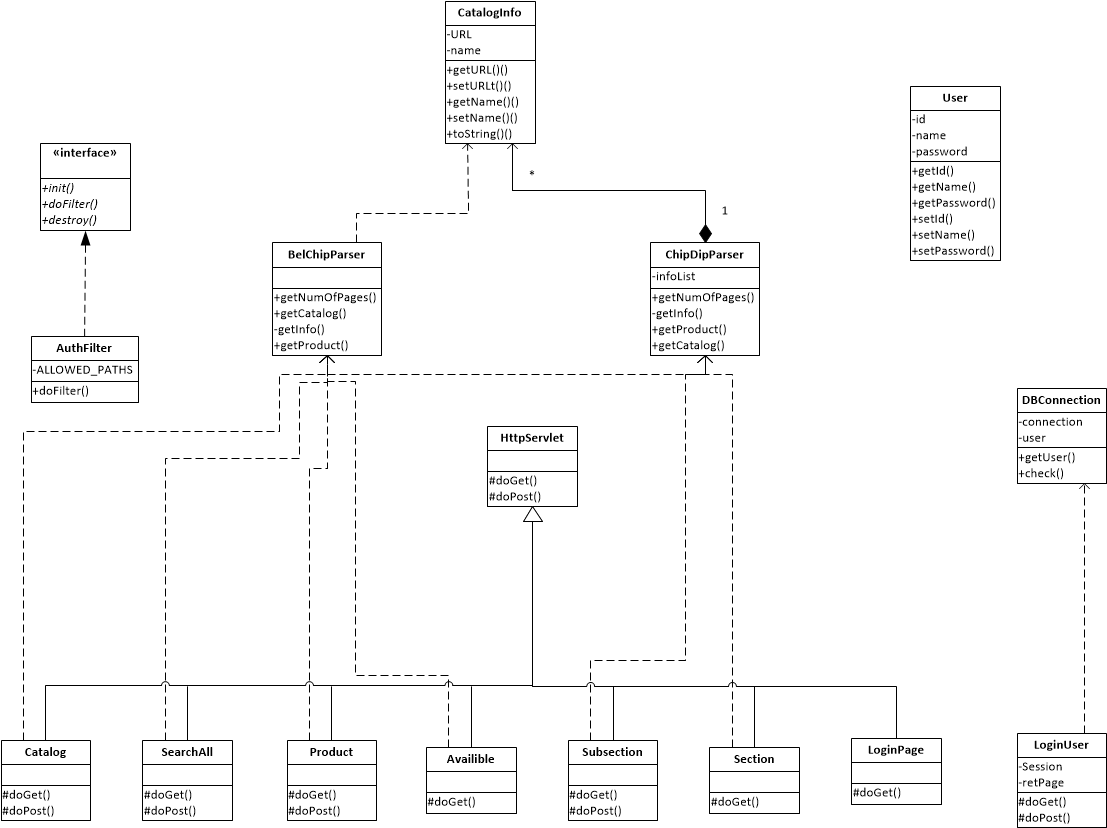 CatalogInfo
-URL
-name
+getURL()()
+setURLt()()
+getName()()
+setName()()
+toString()()
User
-id
-name
-password
+getId()
+getName()
+getPassword()
+setId()
+setName()
+setPassword()
«interface»
+init()
+doFilter()
+destroy()
*
1
BelChipParser
+getNumOfPages()
+getCatalog()
-getInfo()
+getProduct()
ChipDipParser
-infoList
+getNumOfPages()
-getInfo()
+getProduct()
+getCatalog()
AuthFilter
-ALLOWED_PATHS
+doFilter()
DBConnection
-connection
-user
+getUser()
+check()
HttpServlet
#doGet()
#doPost()
Catalog
#doGet()
#doPost()
SearchAll
#doGet()
#doPost()
Product
#doGet()
#doPost()
Availible
#doGet()
Subsection
#doGet()
#doPost()
Section
#doGet()
LoginPage
#doGet()
LoginUser
-Session
-retPage
#doGet()
#doPost()